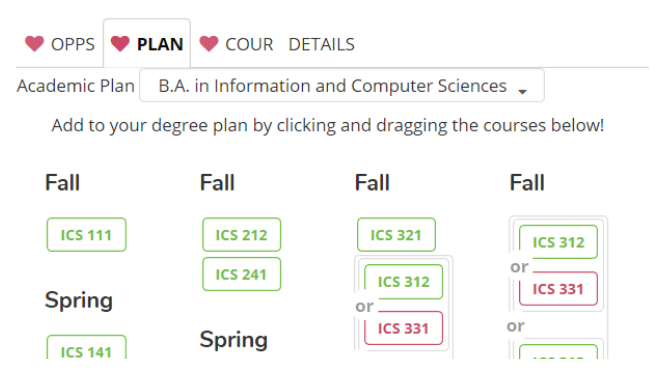 OPPS PLAN COUR DETAILS
Academic Plan B.A. in Information and Computer Sciences
Add to your degree plan by clicking and dragging the courses below!
Fall Fall Fall Fall
ICS 111 ICS 212 ICS 321 ICS 312
or
ICS 241 ICS 312 ICS 331
Spring or
ICS 331 or
Spring
ICS 141